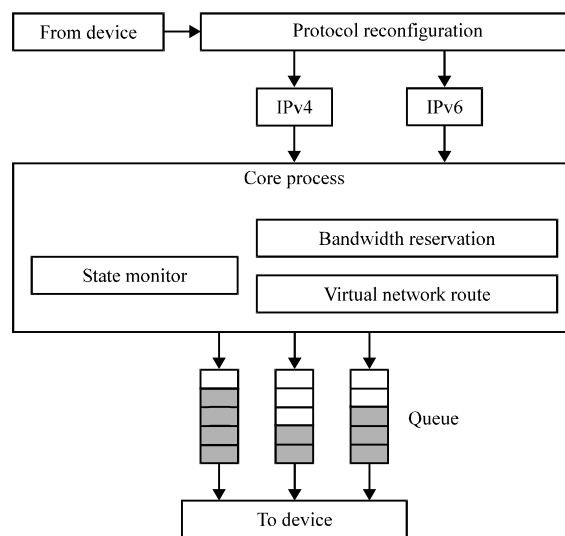 From device
Protocol reconfiguration
IPv4
IPv6
Core process
Bandwidth reservation
State monitor
Virtual network route
Queue
To device